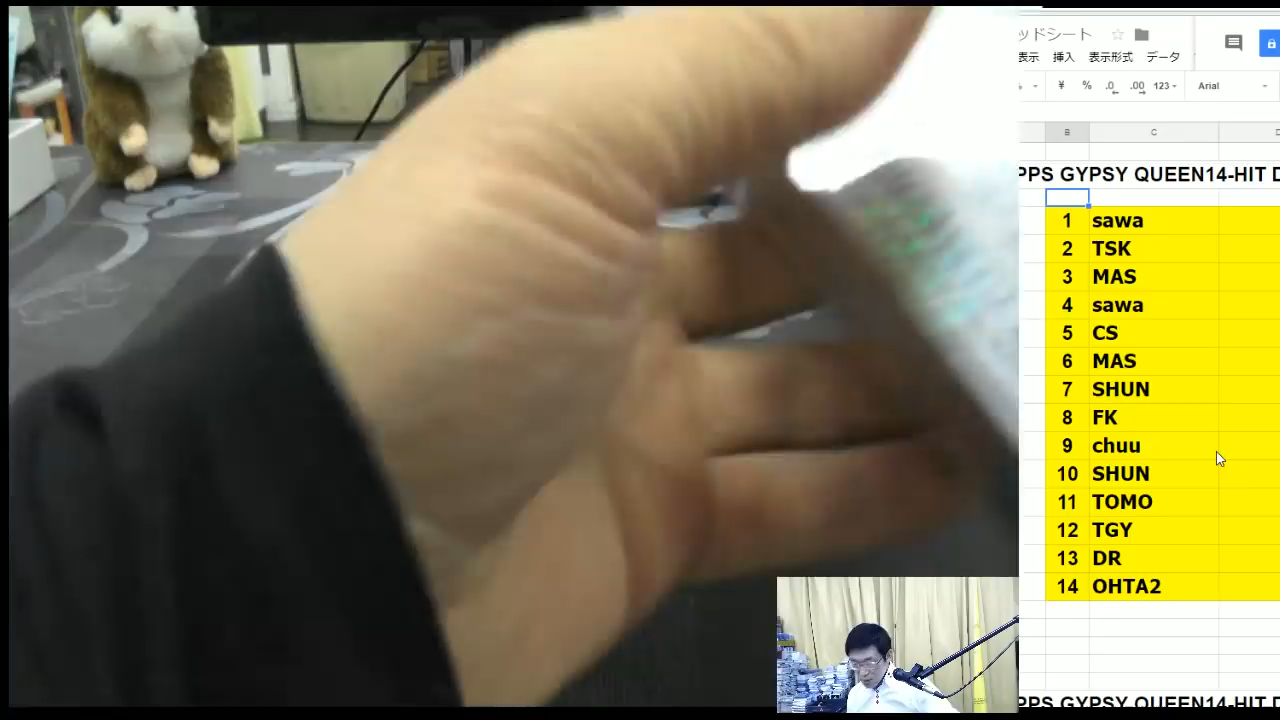 ッドシート
表示 挿入 表示形式 データ
% ¥ % .0 .00 123 Arial
B C D
PPS GYPSY QUEEN14-HIT D
1 sawa
2 TSK
3 MAS
4 sawa
5 CS
6 MAS
7 SHUN
8 FK
9 chuu
10 SHUN
11 TOMO
12 TGY
13 DR
14 OHTA2
PPS GYPSY QUEEN14-HIT D